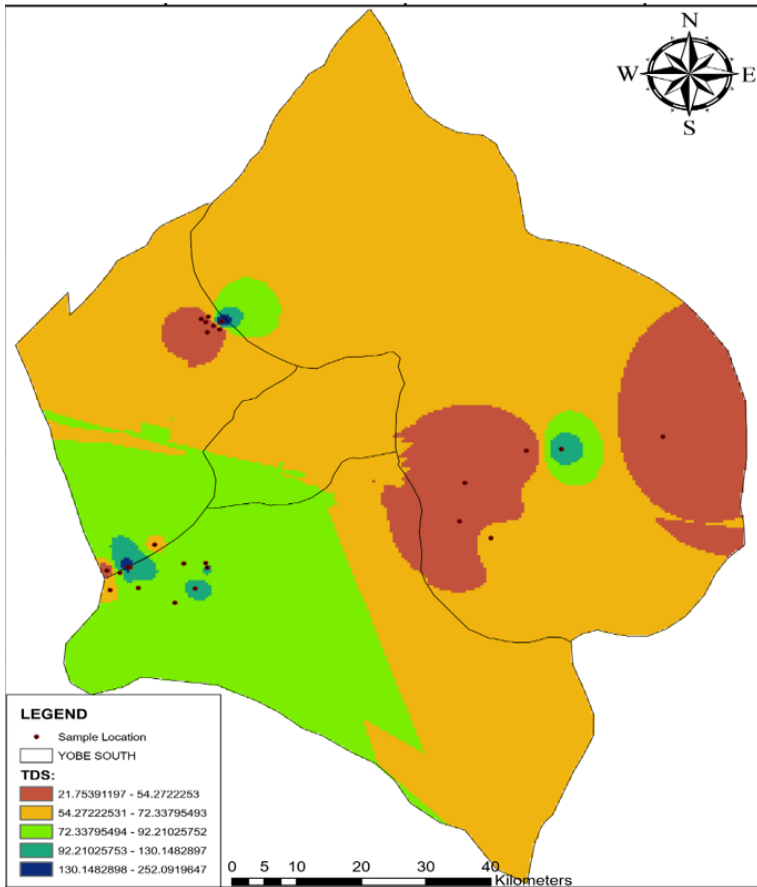 N
W E
S
LEGEND
Sample Location
YOBE SOUTH
TDS:
21.75391197 - 54.2722253
54.27222531 - 72.33795493
72.33795494 - 92.21025752
92.21025753 - 130.1482897
130.1482898 - 252.0919647
0 5 10 20 30 40
Kilometers